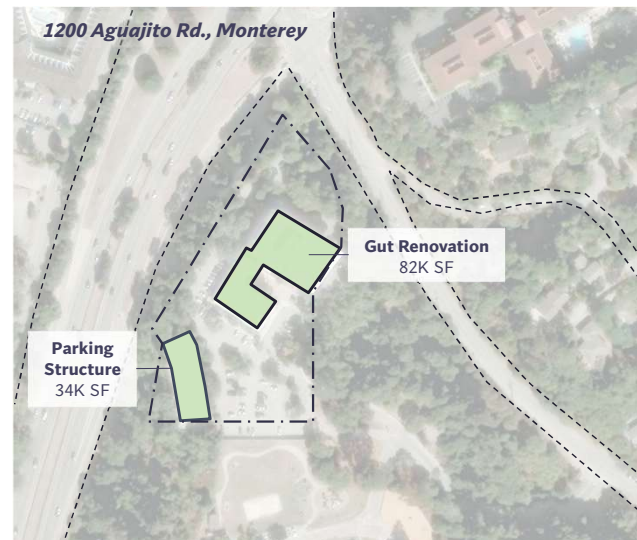 1200 Aguajito Rd., Monterey
Gut Renovation
82K SF
Parking
Structure
34K SF